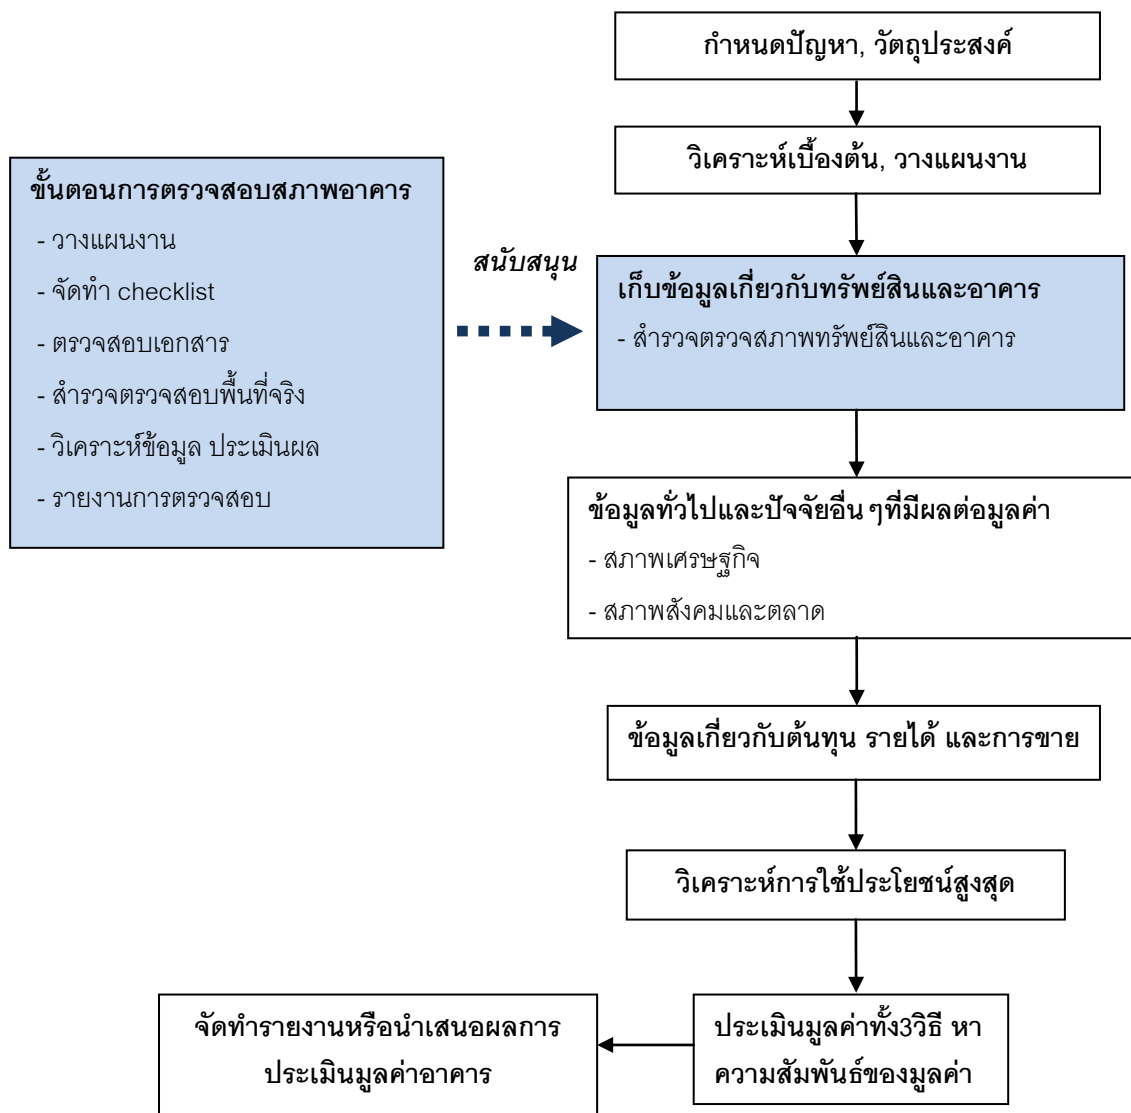 กำหนดปัญหา, วัตถุประสงค์
วิเคราะห์เบื้องต้น, วางแผนงาน
ขั้นตอนการตรวจสอบสภาพอาคาร
- วางแผนงาน
- จัดทำ checklist
- ตรวจสอบเอกสาร
- สำรวจตรวจสอบพื้นที่จริง
- วิเคราะห์ข้อมูล ประเมินผล
- รายงานการตรวจสอบ
สนับสนุน
เก็บข้อมูลเกี่ยวกับทรัพย์สินและอาคาร
- สำรวจตรวจสภาพทรัพย์สินและอาคาร
ข้อมูลทั่วไปและปัจจัยอื่นๆที่มีผลต่อมูลค่า
- สภาพเศรษฐกิจ
- สภาพสังคมและตลาด
ข้อมูลเกี่ยวกับต้นทุน รายได้ และการขาย
วิเคราะห์การใช้ประโยชน์สูงสุด
ประเมินมูลค่าทั้ง3วิธี หา
ความสัมพันธ์ของมูลค่า
จัดทำรายงานหรือนำเสนอผลการ
ประเมินมูลค่าอาคาร